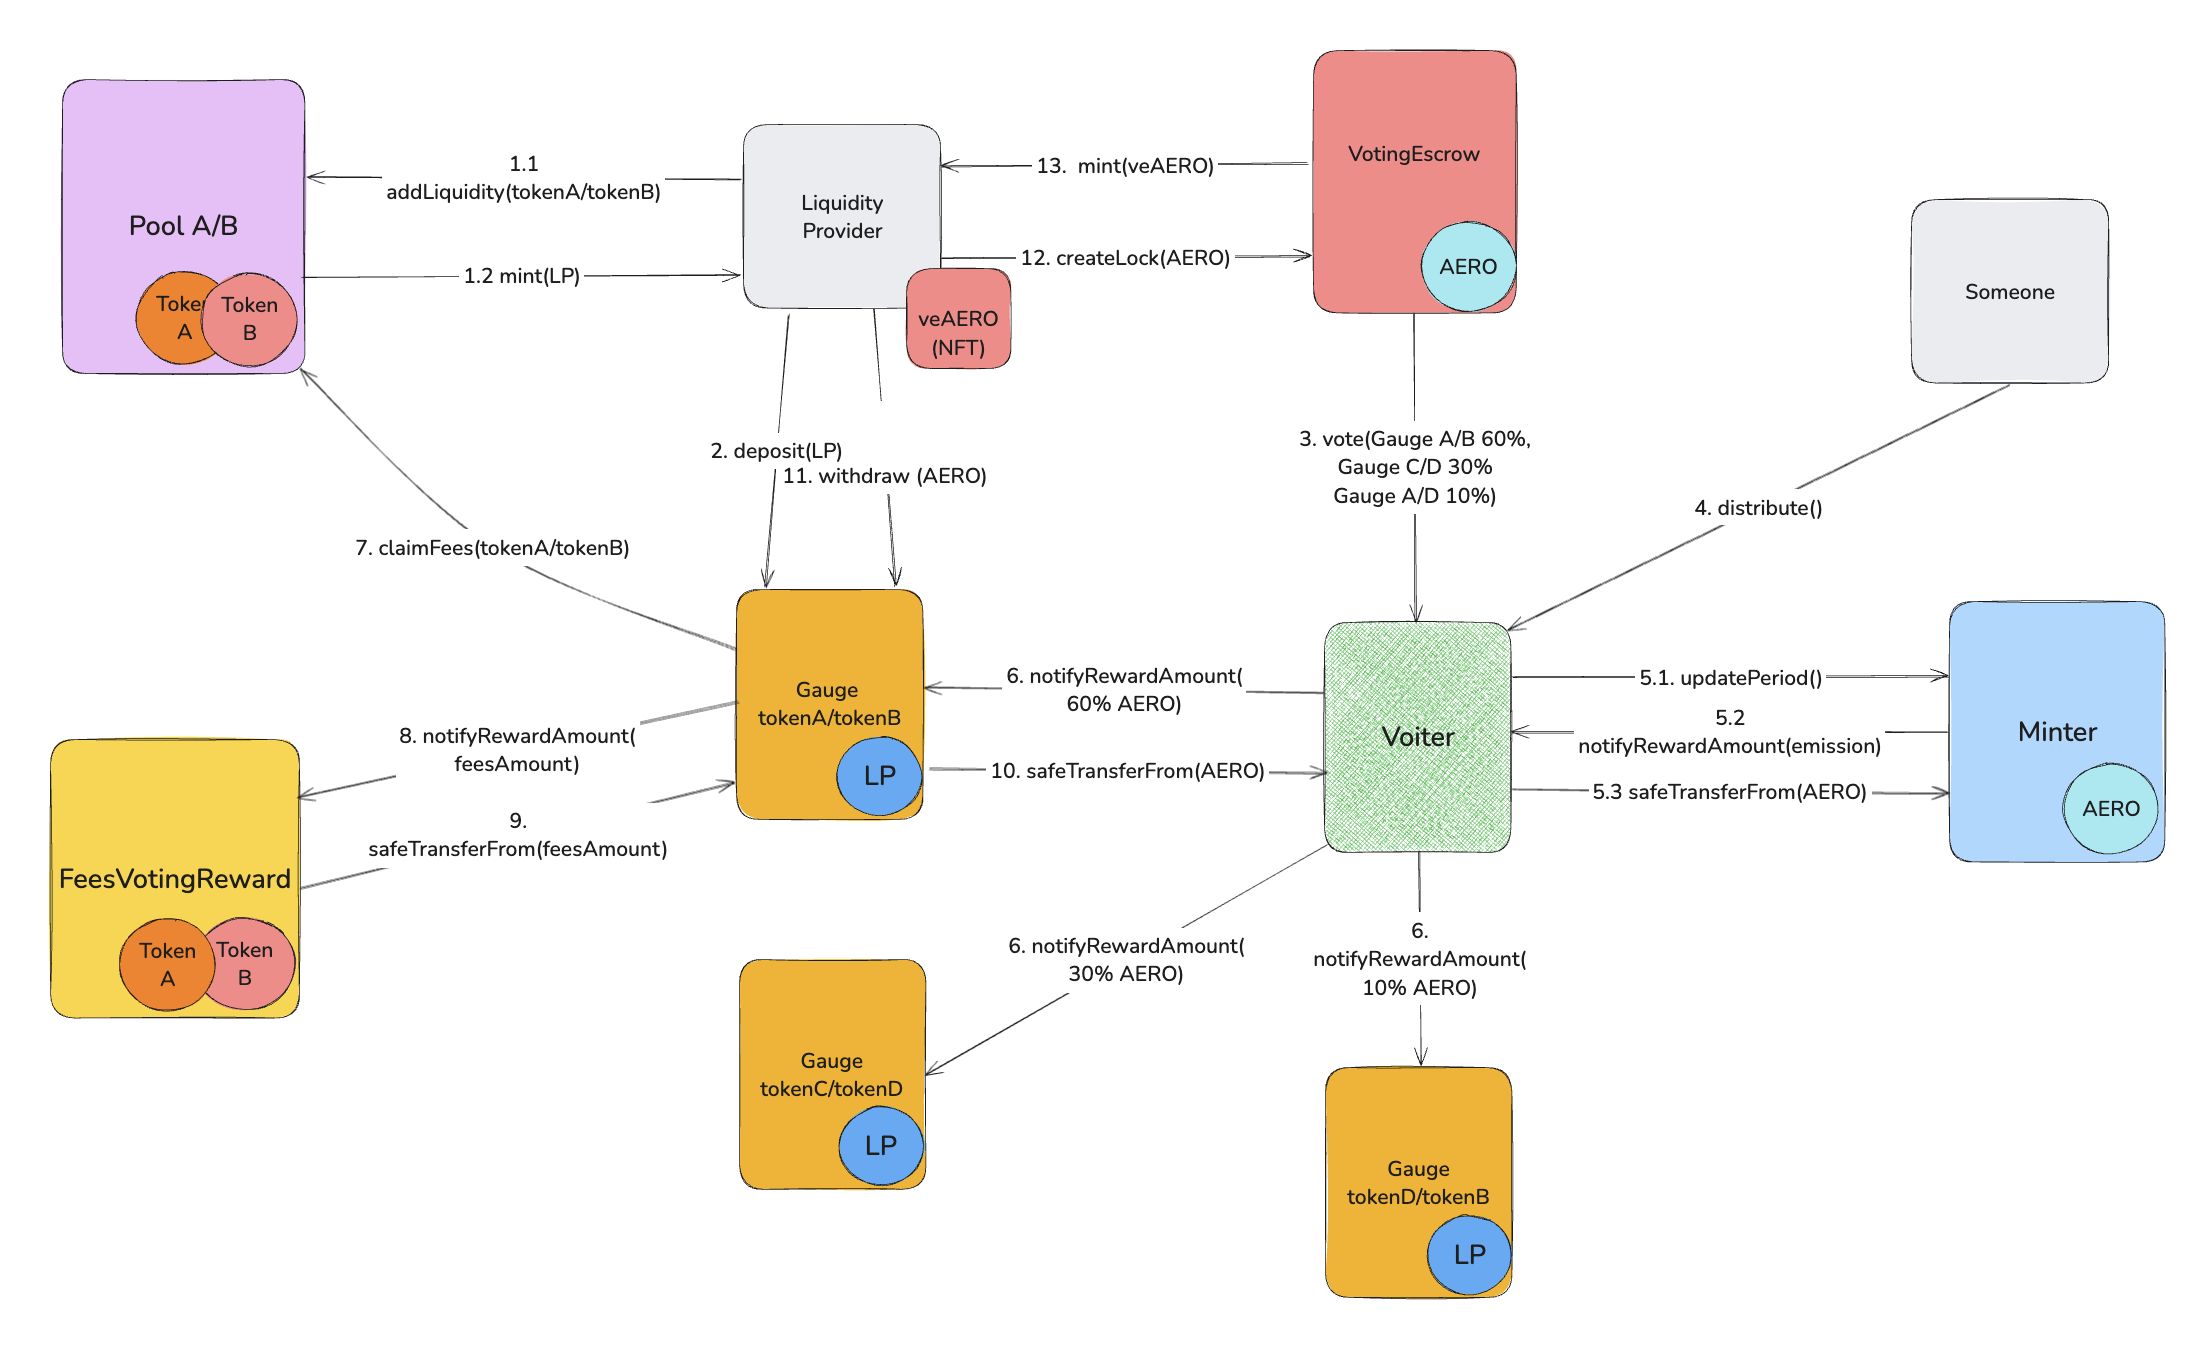 Pool A/B
Token
A
Token
B
1.1
addLiquidity(tokenA/tokenB)
1.2 mint(LP)
Liquidity
Provider
veAERO
(NFT)
13.  mint(veAERO)
12. createLock(AERO)
VotingEscrow
AERO
Someone
2. deposit(LP)
11. withdraw (AERO)
3. vote(Gauge A/B 60%,
Gauge C/D 30%
Gauge A/D 10%)
4. distribute()
7. claimFees(tokenA/tokenB)
Gauge
tokenA/tokenB
LP
6. notifyRewardAmount(
60% AERO)
10. safeTransferFrom(AERO)
Voiter
5.1. updatePeriod()
5.2
notifyRewardAmount(emission)
5.3 safeTransferFrom(AERO)
Minter
AERO
8. notifyRewardAmount(
feesAmount)
9.
safeTransferFrom(feesAmount)
FeesVotingReward
Token
A
Token
B
6. notifyRewardAmount(
30% AERO)
6.
notifyRewardAmount(
10% AERO)
Gauge
tokenC/tokenD
LP
Gauge
tokenD/tokenB
LP